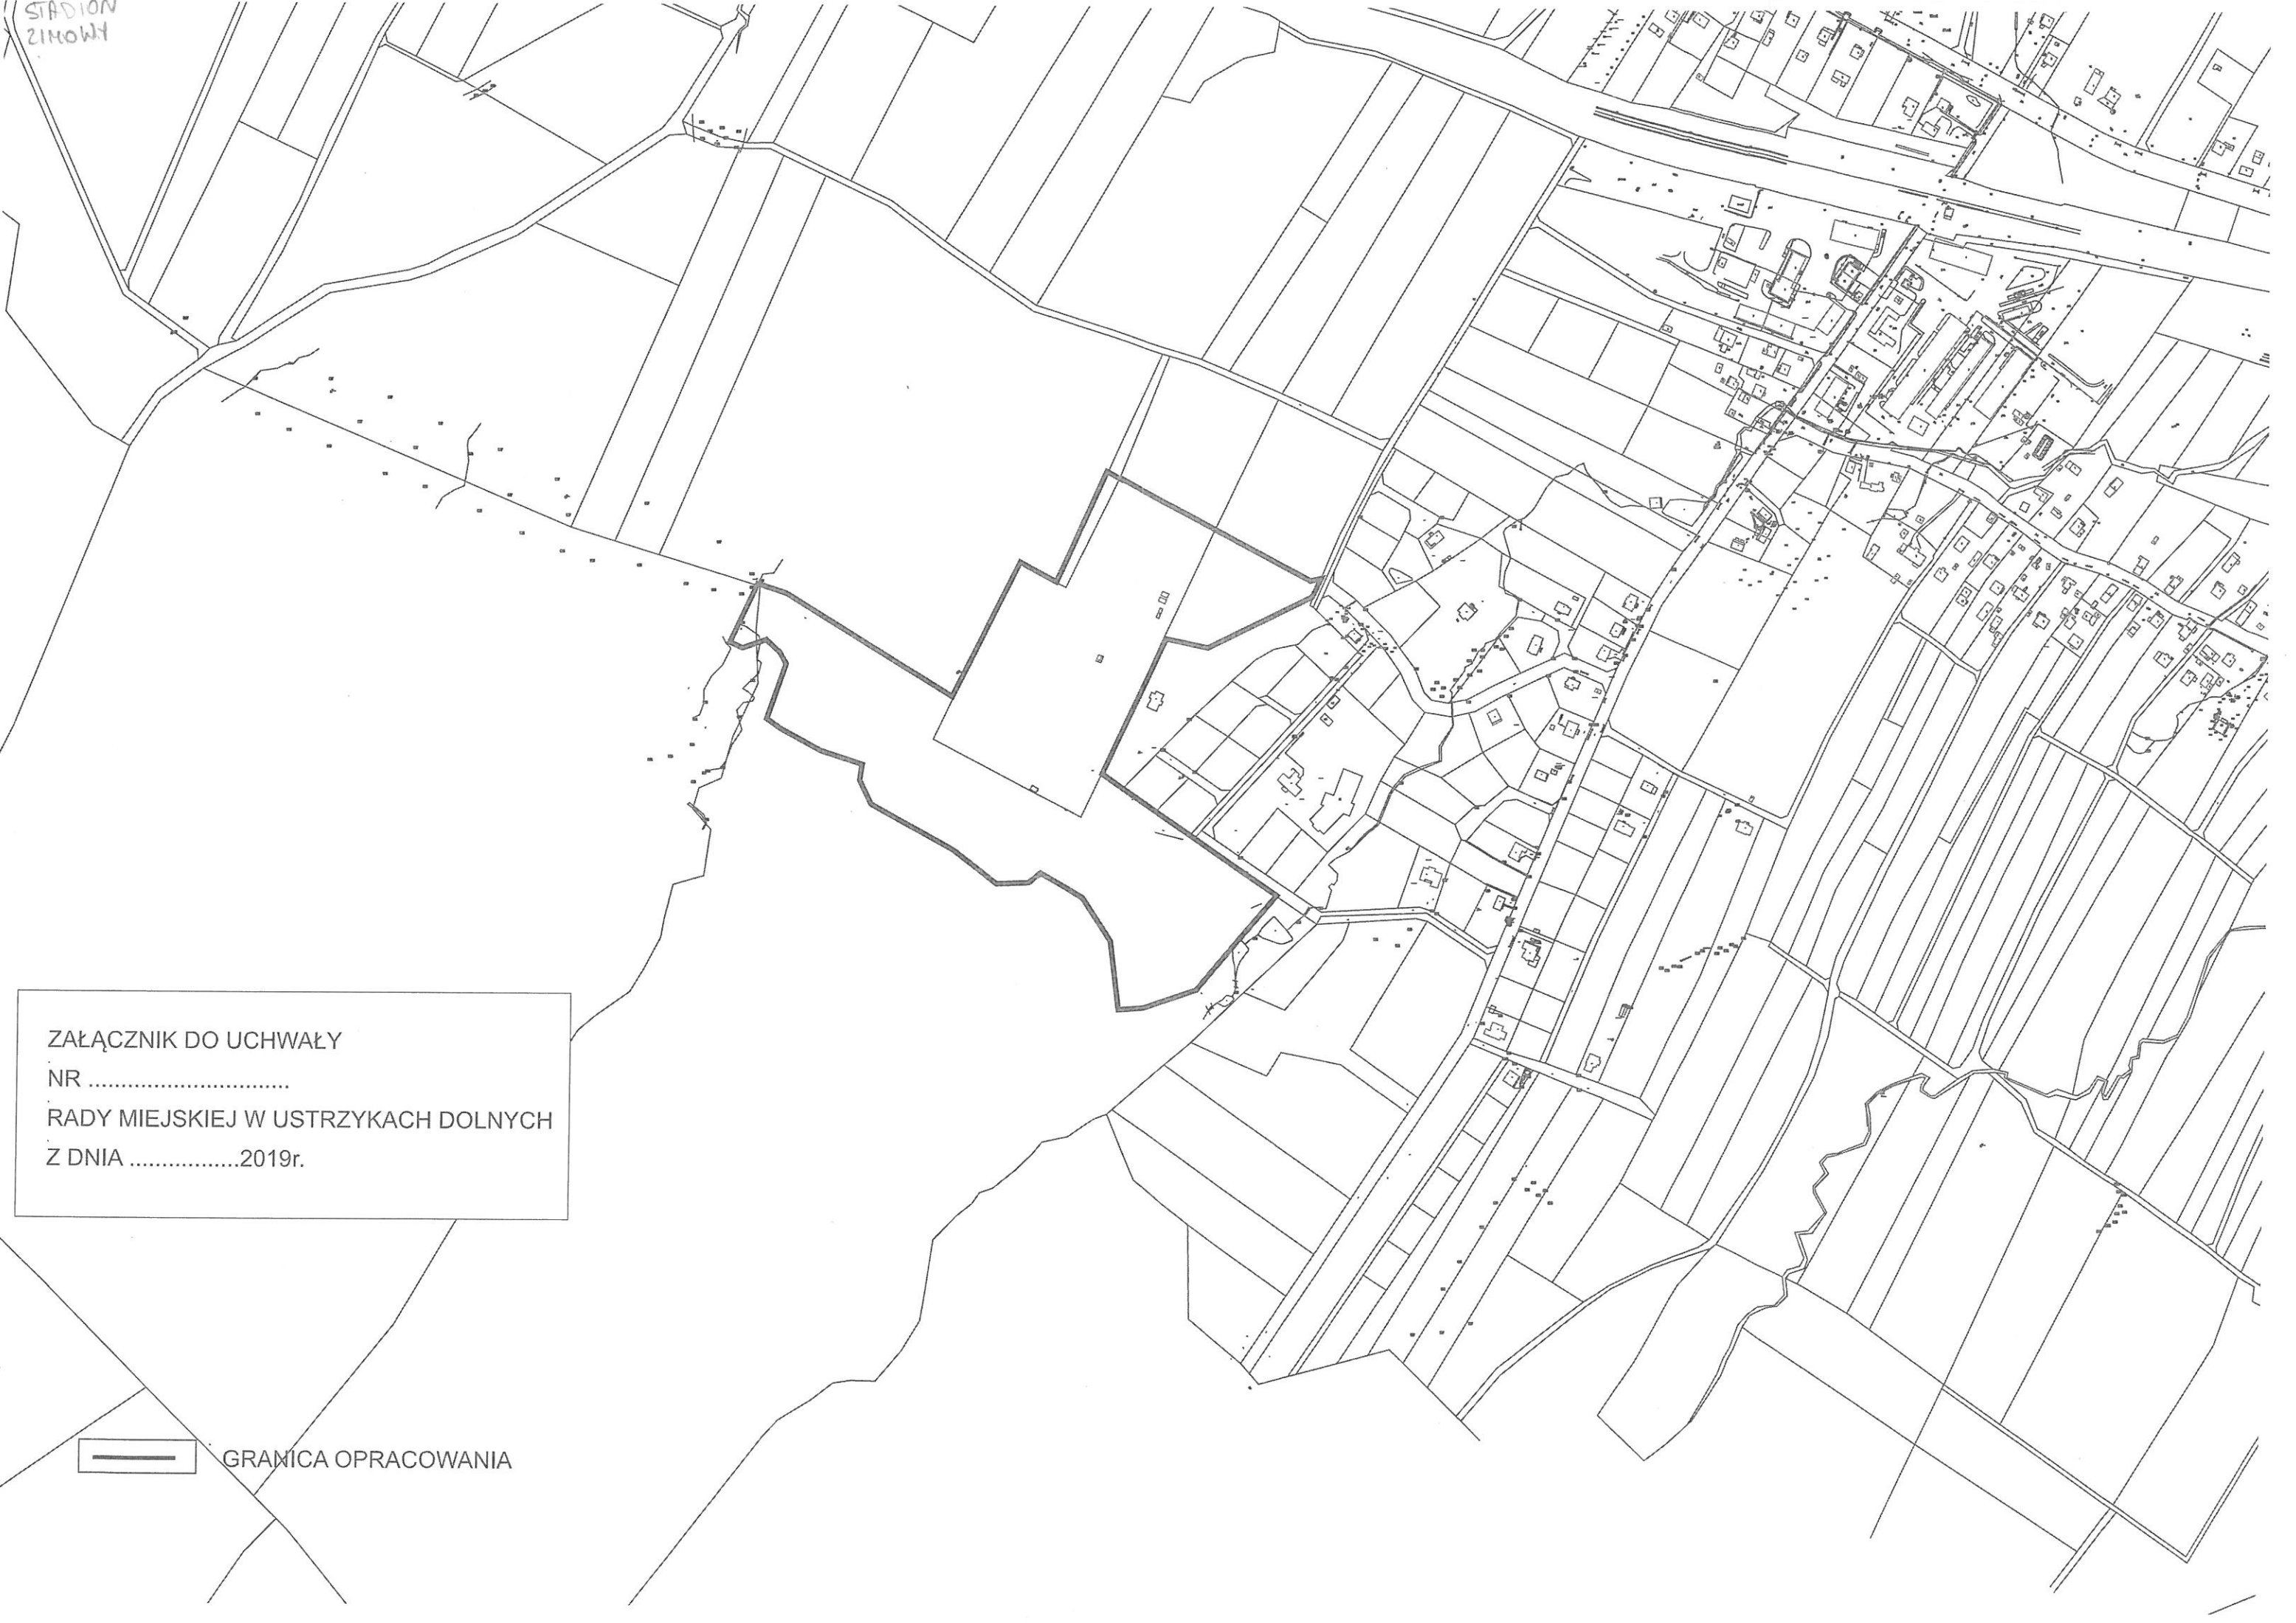 STADION
ZIMOWY
ZAŁĄCZNIK DO UCHWAŁY
NR ...............................
RADY MIEJSKIEJ W USTRZYKACH DOLNYCH
Z DNIA .................2019r.
GRANICA OPRACOWANIA